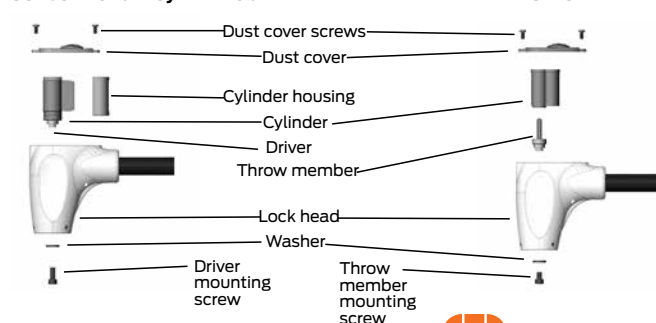 Dust cover screws
Dust cover
Cylinder housing
Cylinder
Driver
Throw member
Lock head
Washer
Driver
mounting
screw
Throw
member
mounting
screw